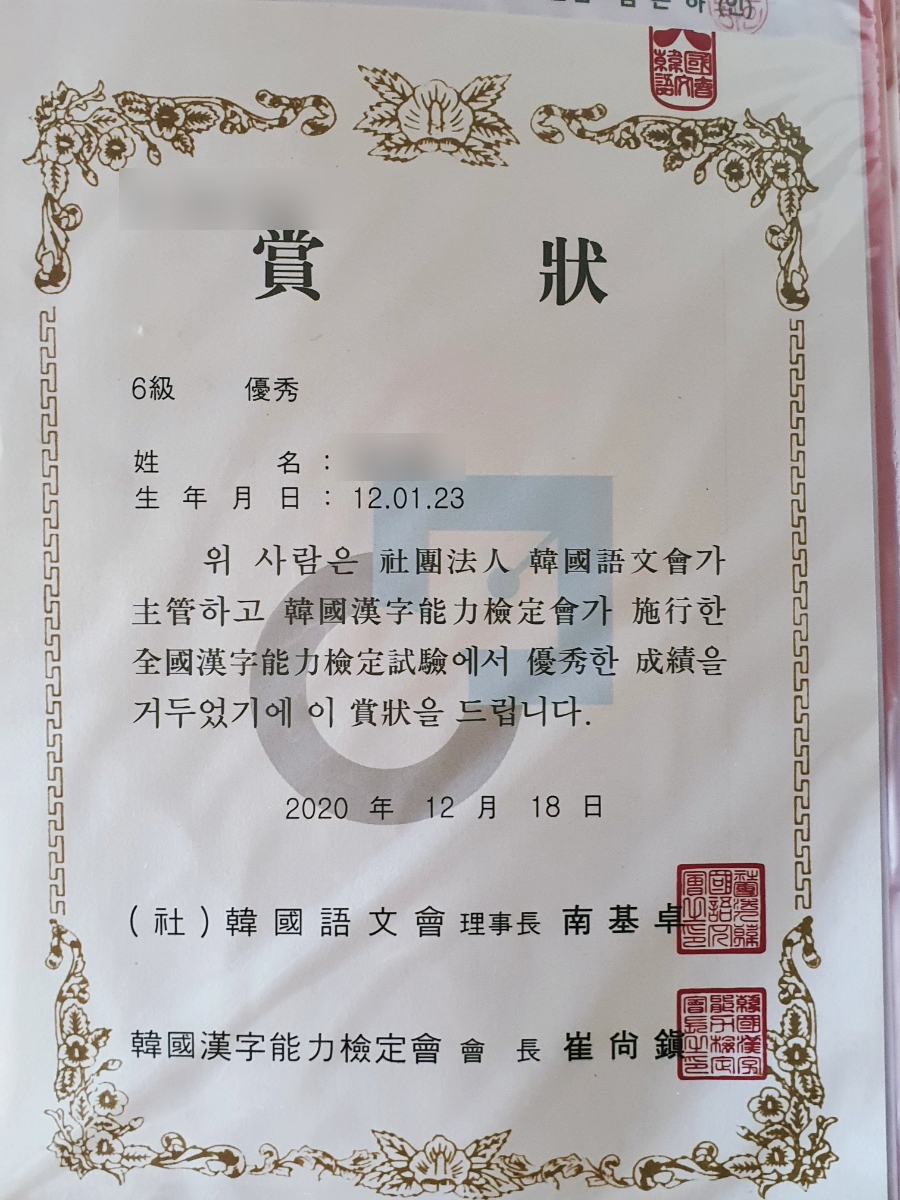 韓國
語文會
賞 狀
6級 優秀
姓 名 :
生 年 月 日 : 12.01.23
위 사람은 社團法人 韓國語文會가
主管하고 韓國漢字能力檢定會가 施行한
全國漢字能力檢定試驗에서 優秀한 成績을
거두었기에 이 賞狀을 드립니다.
2020 年 12 月 18 日
(社) 韓國語文會 理事長 南基卓
韓國漢字能力檢定會 會 長 崔尙鎭